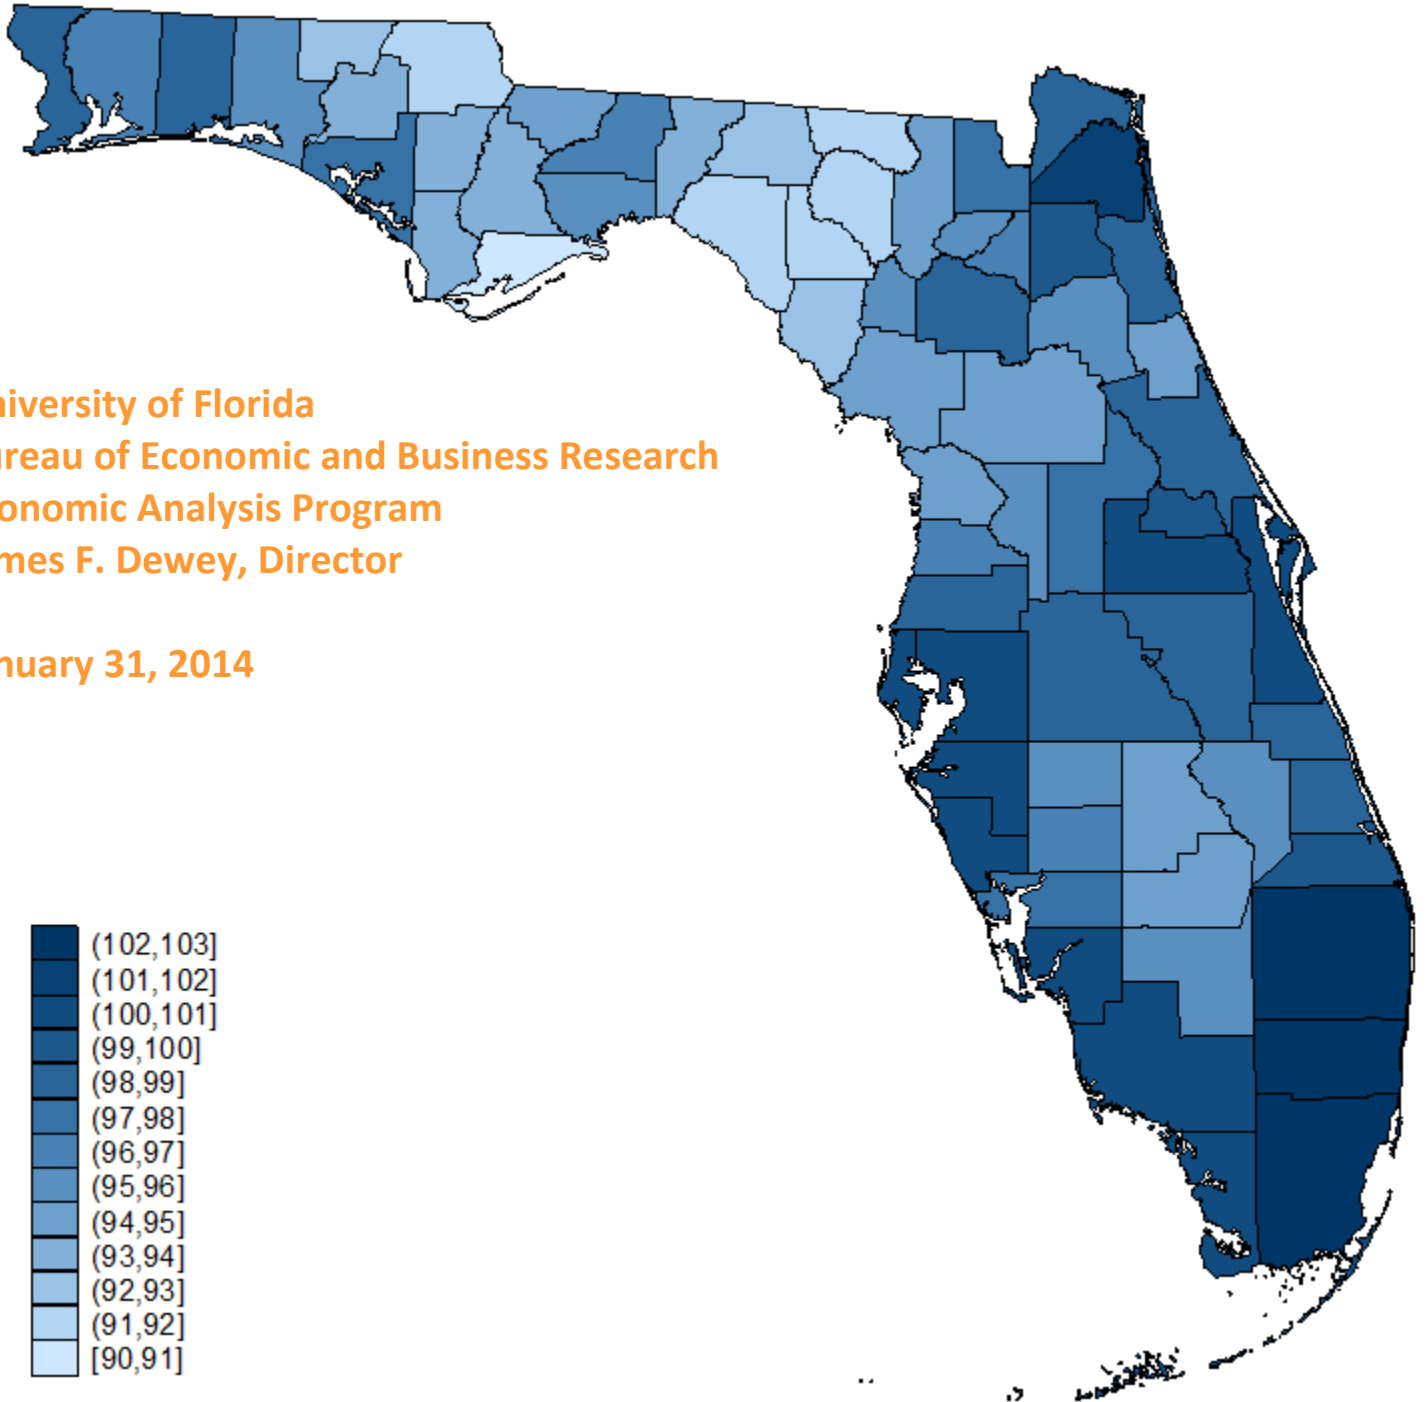 niversity of Florida
ureau of Economic and Business Research
onomic Analysis Program
mes F. Dewey, Director
nuary 31, 2014
(102,103]
(101,102]
(100,101]
(99,100]
(98,99]
(97,98]
(96,97]
(95,96]
(94,95]
(93,94]
(92,93]
(91,92]
[90,91]